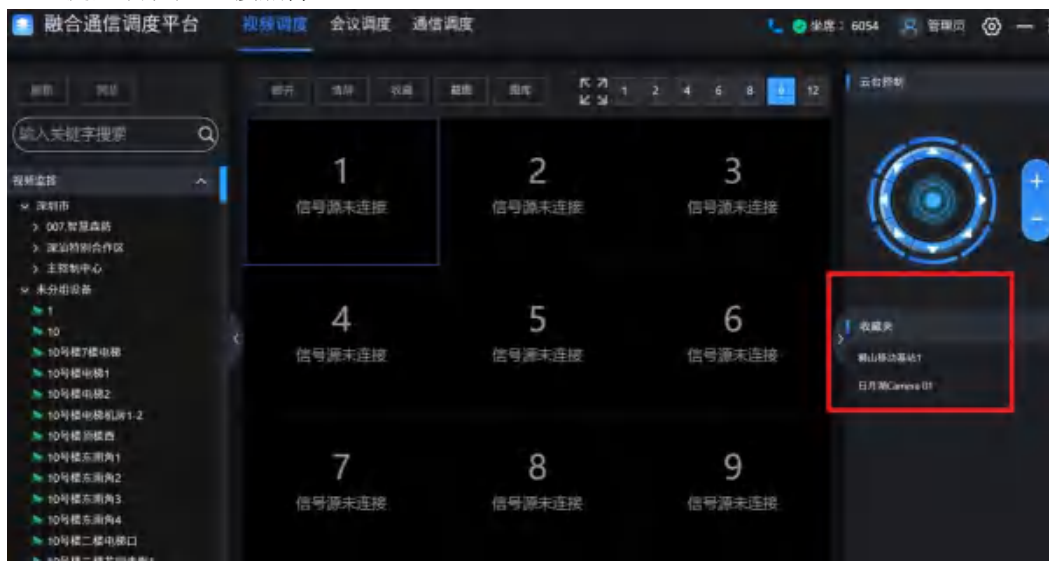 融合通信调度平台
视频调度 会议调度 通信调度
坐席：6054 管理员
断开 清除 收藏 截图 图库 1 2 4 6 8 9 12
云台控制
输入关键字搜索
视频监控
深圳市
007.智慧森防
深汕特别合作区
主控制中心
未分组设备
1
10
10号楼7楼电梯
10号楼电梯1
10号楼电梯2
10号楼电梯机房1-2
10号楼顶楼西
10号楼东南角1
10号楼东南角2
10号楼东南角3
10号楼东南角4
10号楼二楼电梯口
1
信号源未连接
2
信号源未连接
3
信号源未连接
4
信号源未连接
5
信号源未连接
6
信号源未连接
7
信号源未连接
8
信号源未连接
9
信号源未连接
收藏夹
山移动基站1
日月湖Camera 01